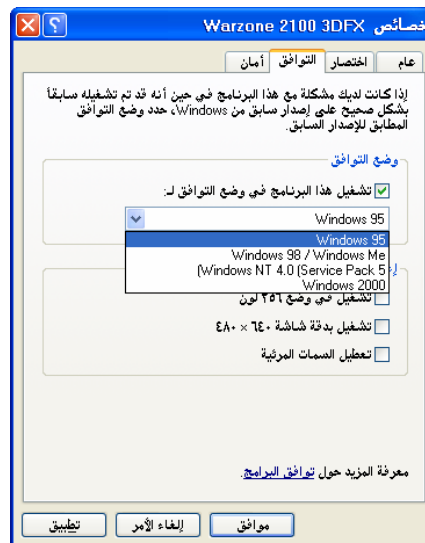 خصائص Warzone 2100 3DFX
عام
اختصار
التوافق
أمان
إذا كانت لديك مشكلة مع هذا البرنامج في حين أنه قد تم تشغيله سابقاً
بشكل صحيح على إصدار سابق من Windows، حدد وضع التوافق
المطابق للإصدار السابق.
وضع التوافق
تشغيل هذا البرنامج في وضع التوافق لـ:
Windows 95
Windows 95
Windows 98 / Windows Me
(Windows NT 4.0 (Service Pack 5
Windows 2000
تشغيل في وضع ٢٥٦ لون
تشغيل بدقة شاشة ٦٤٠ × ٤٨٠
تعطيل السمات المرئية
معرفة المزيد حول توافق البرامج.
موافق
إلغاء الأمر
تطبيق